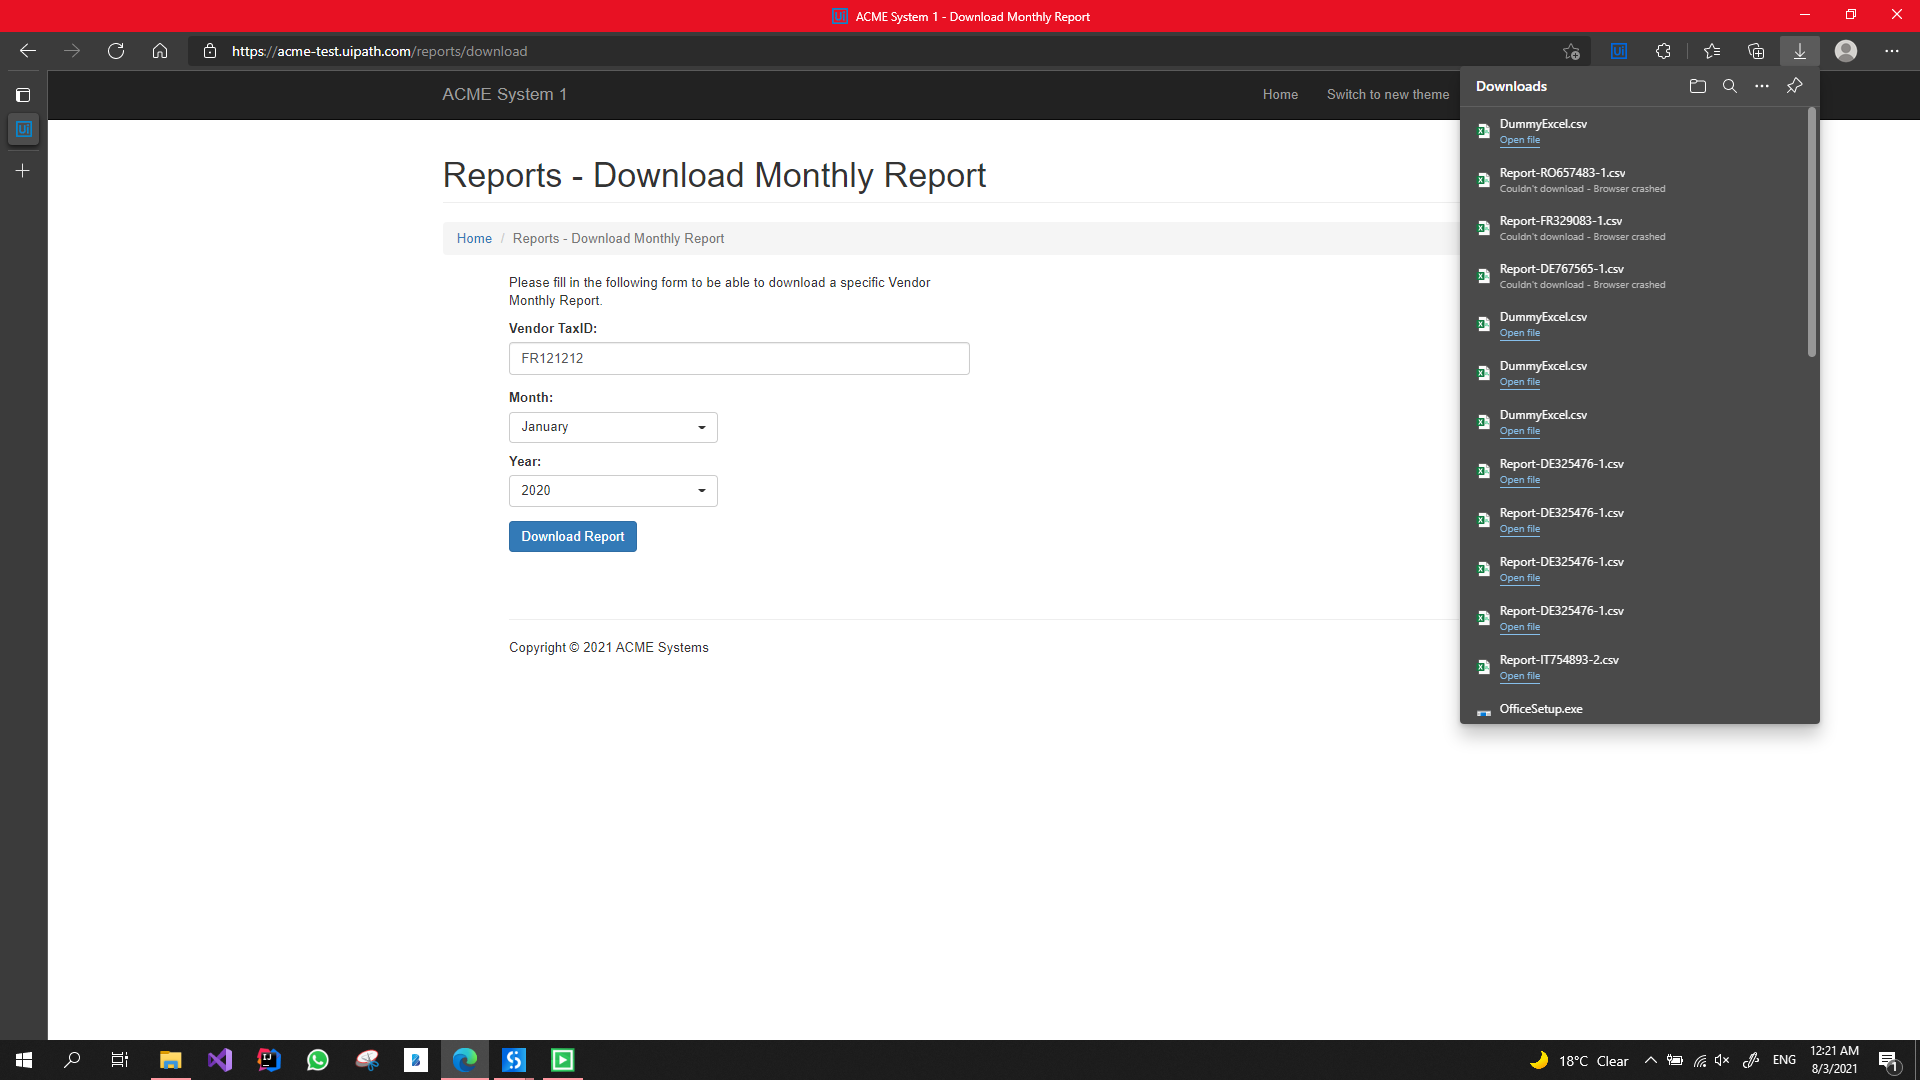 ACME System 1 - Download Monthly Report
https://acme-test.uipath.com/reports/download
ACME System 1
Home
Switch to new theme
Reports - Download Monthly Report
Home / Reports - Download Monthly Report
Please fill in the following form to be able to download a specific Vendor
Monthly Report.
Vendor TaxID:
FR121212
Month:
January
Year:
2020
Download Report
Copyright © 2021 ACME Systems
Downloads
DummyExcel.csv
Open file
Report-RO657483-1.csv
Couldn't download - Browser crashed
Report-FR329083-1.csv
Couldn't download - Browser crashed
Report-DE767565-1.csv
Couldn't download - Browser crashed
DummyExcel.csv
Open file
DummyExcel.csv
Open file
DummyExcel.csv
Open file
Report-DE325476-1.csv
Open file
Report-DE325476-1.csv
Open file
Report-DE325476-1.csv
Open file
Report-DE325476-1.csv
Open file
Report-IT754893-2.csv
Open file
OfficeSetup.exe
18°C Clear
ENG
12:21 AM
8/3/2021
1